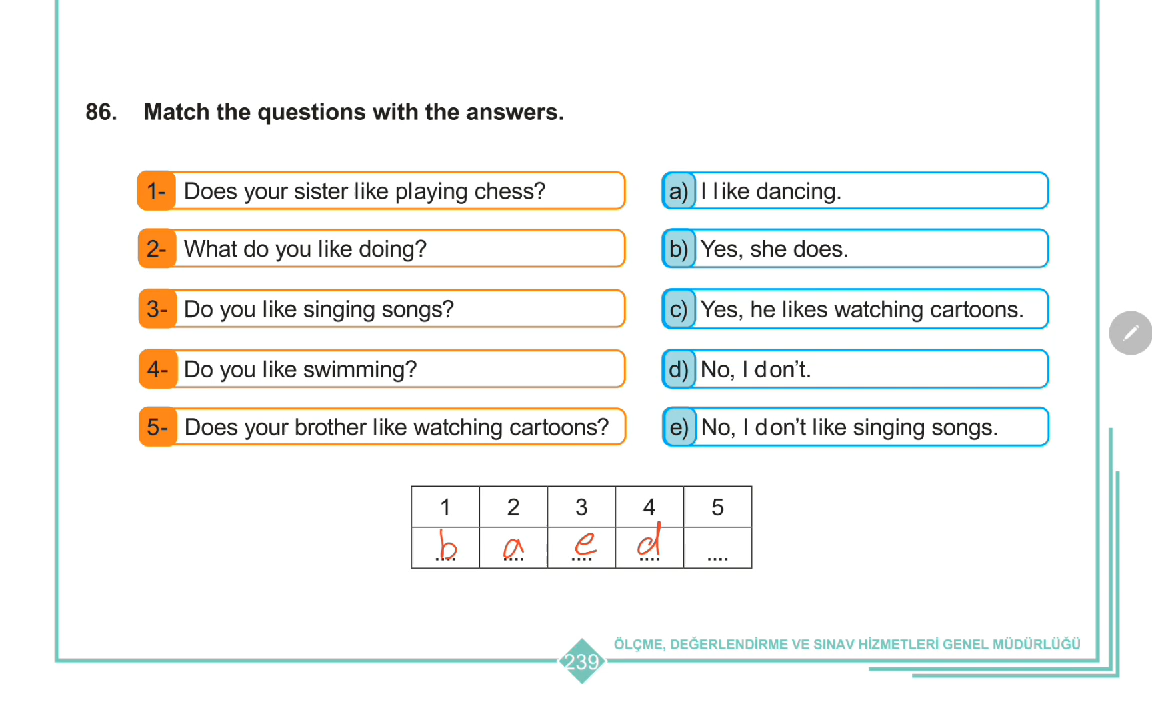 86. Match the questions with the answers.
1- Does your sister like playing chess? a) I like dancing.
2- What do you like doing? b) Yes, she does.
3- Do you like singing songs? c) Yes, he likes watching cartoons.
4- Do you like swimming? d) No, I don't.
5- Does your brother like watching cartoons? e) No, I don't like singing songs.
1 2 3 4 5
b a e d ....
ÖLÇME, DEĞERLENDİRME VE SINAV HİZMETLERİ GENEL MÜDÜRLÜĞÜ
239